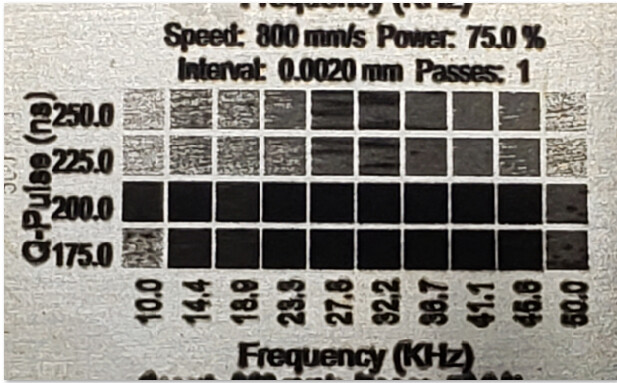 Frequency (KHz)
Speed: 800 mm/s Power: 75.0 %
Interval: 0.0020 mm Passes: 1
Q-Pulse (ns)
250.0
225.0
200.0
175.0
10.0 14.4 18.9 23.3 27.8 32.2 36.7 41.1 45.6 50.0
Frequency (KHz)